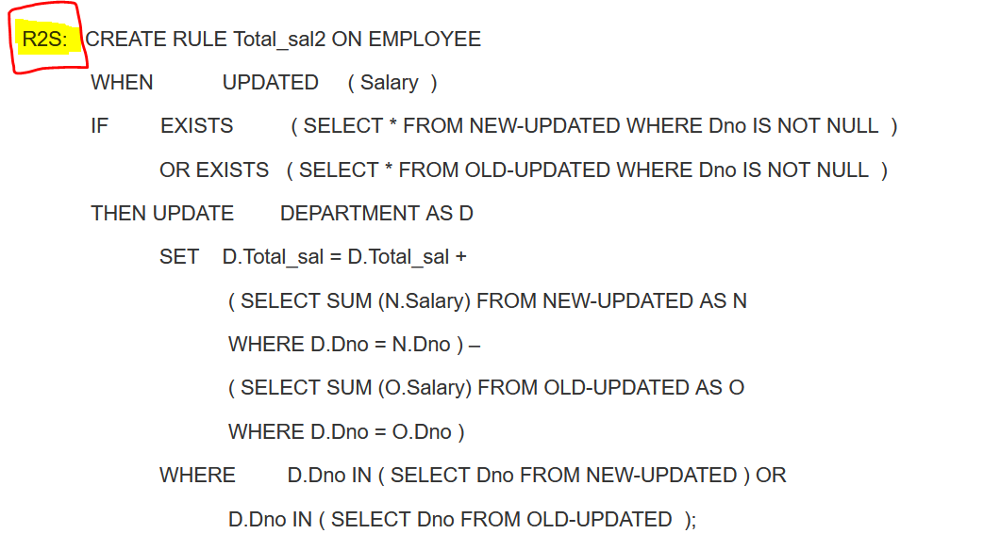 R2S: CREATE RULE Total_sal2 ON EMPLOYEE
WHEN UPDATED ( Salary )
IF EXISTS ( SELECT * FROM NEW-UPDATED WHERE Dno IS NOT NULL )
OR EXISTS ( SELECT * FROM OLD-UPDATED WHERE Dno IS NOT NULL )
THEN UPDATE DEPARTMENT AS D
SET D.Total_sal = D.Total_sal +
( SELECT SUM (N.Salary) FROM NEW-UPDATED AS N
WHERE D.Dno = N.Dno ) –
( SELECT SUM (O.Salary) FROM OLD-UPDATED AS O
WHERE D.Dno = O.Dno )
WHERE D.Dno IN ( SELECT Dno FROM NEW-UPDATED ) OR
D.Dno IN ( SELECT Dno FROM OLD-UPDATED );